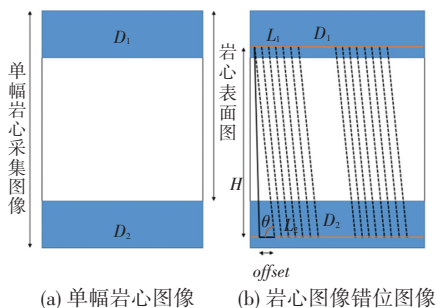 单幅岩心采集图像
D₁
D₂
岩心表面图
L₁
D₁
H
θ
L₂
D₂
offset
(a) 单幅岩心图像
(b) 岩心图像错位图像